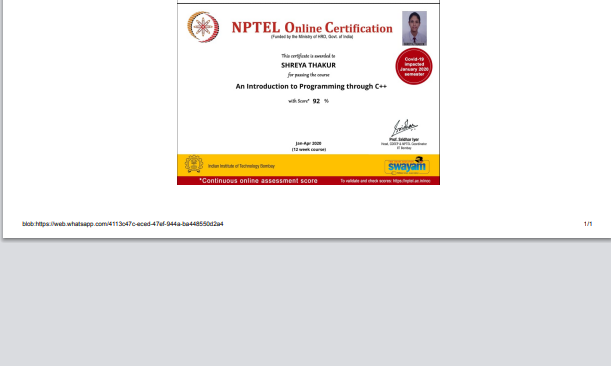 NPTEL Online Certification
(Funded by the Ministry of HRD, Govt. of India)
This certificate is awarded to
SHREYA THAKUR
for passing the course
An Introduction to Programming through C++
with Score* 92 %
Covid-19
impacted
January 2020
semester
Jan-Apr 2020
(12 week course)
Prof. Sridhar Iyer
Head, CDEEP & NPTEL Coordinator
IIT Bombay
Indian Institute of Technology Bombay
swayam
*Continuous online assessment score
To validate and check scores: https://nptel.ac.in/noc
blob:https://web.whatsapp.com/4113c47c-eced-47ef-944a-ba448550d2a4
1/1